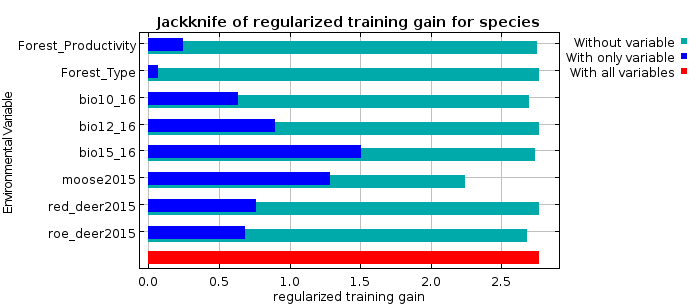 Jackknife of regularized training gain for species
Without variable
With only variable
With all variables
Environmental Variable
Forest_Productivity
Forest_Type
bio10_16
bio12_16
bio15_16
moose2015
red_deer2015
roe_deer2015
0.0 0.5 1.0 1.5 2.0 2.5
regularized training gain